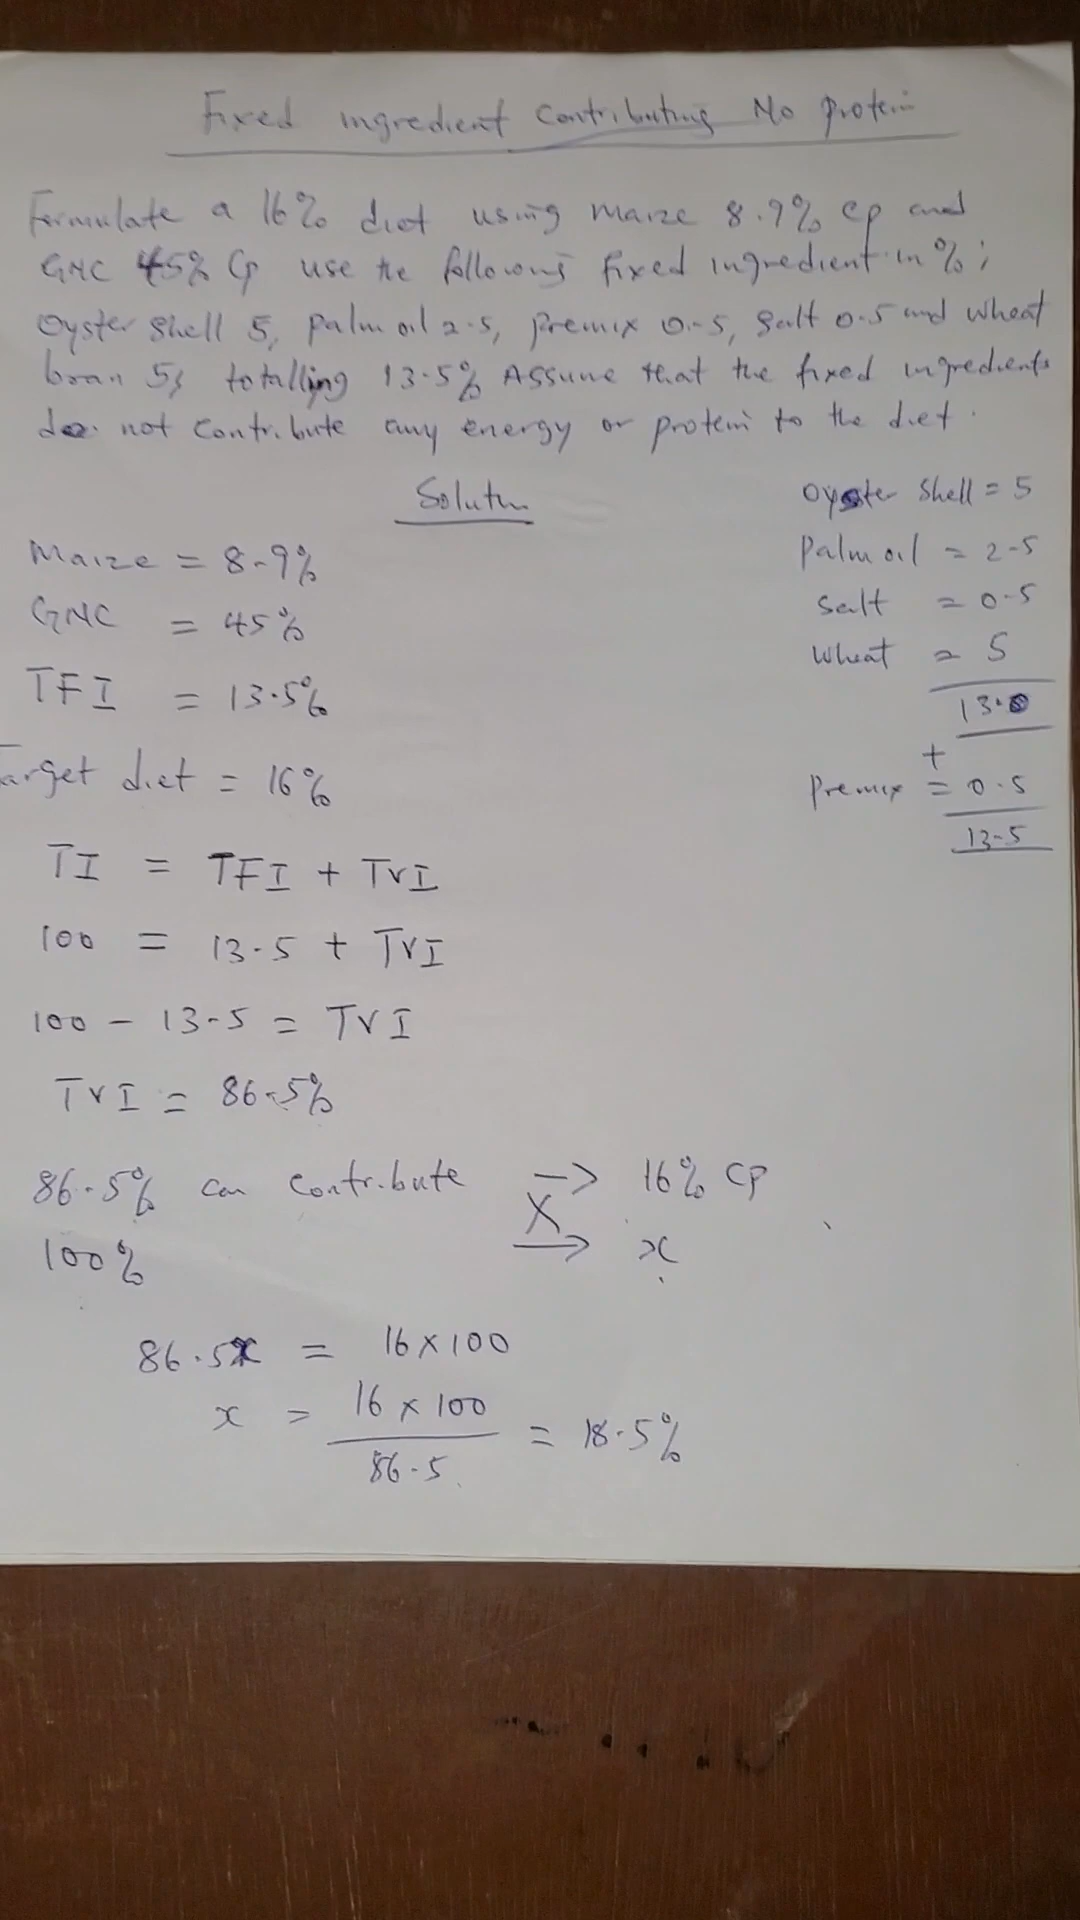 Fixed ingredient contributing No protein
Formulate a 16% diet using maize 8.9% cp and
GNC 45% Cp use the following fixed ingredient in %;
Oyster Shell 5, palm oil 2.5, premix 0.5, salt 0.5 and wheat
bran 5, totalling 13.5% Assume that the fixed ingredients
do not contribute any energy or protein to the diet.
Solution
Maize = 8.9%
GNC = 45%
TFI = 13.5%
Target diet = 16%
Oyster Shell = 5
Palm oil = 2.5
Salt = 0.5
Wheat = 5
13.0
+
Premix = 0.5
13.5
TI = TFI + TVI
100 = 13.5 + TVI
100 - 13.5 = TVI
TVI = 86.5%
86.5% can contribute -> 16% CP
X
100% -> x
86.5x = 16 x 100
x = 16 x 100
86.5
= 18.5%